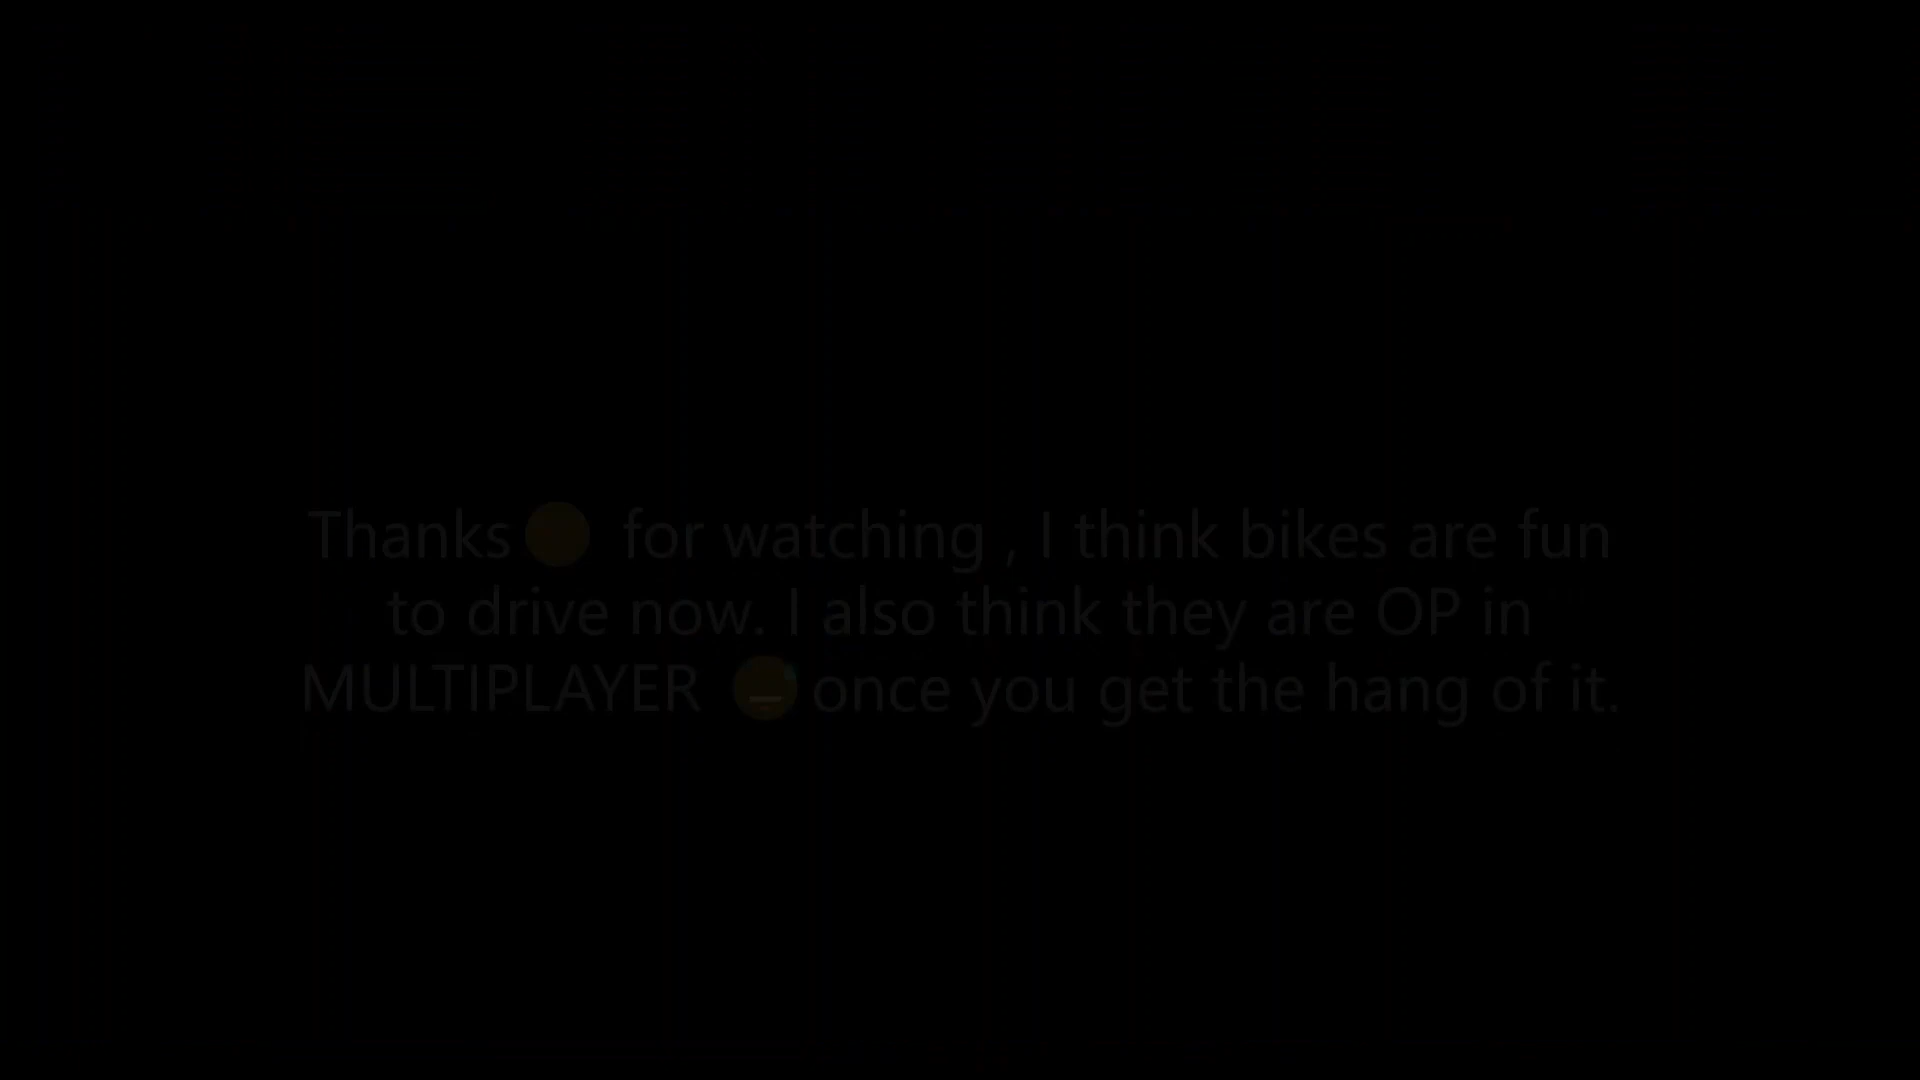 Thanks for watching , I think bikes are fun
to drive now. I also think they are OP in
MULTIPLAYER 😅 once you get the hang of it.